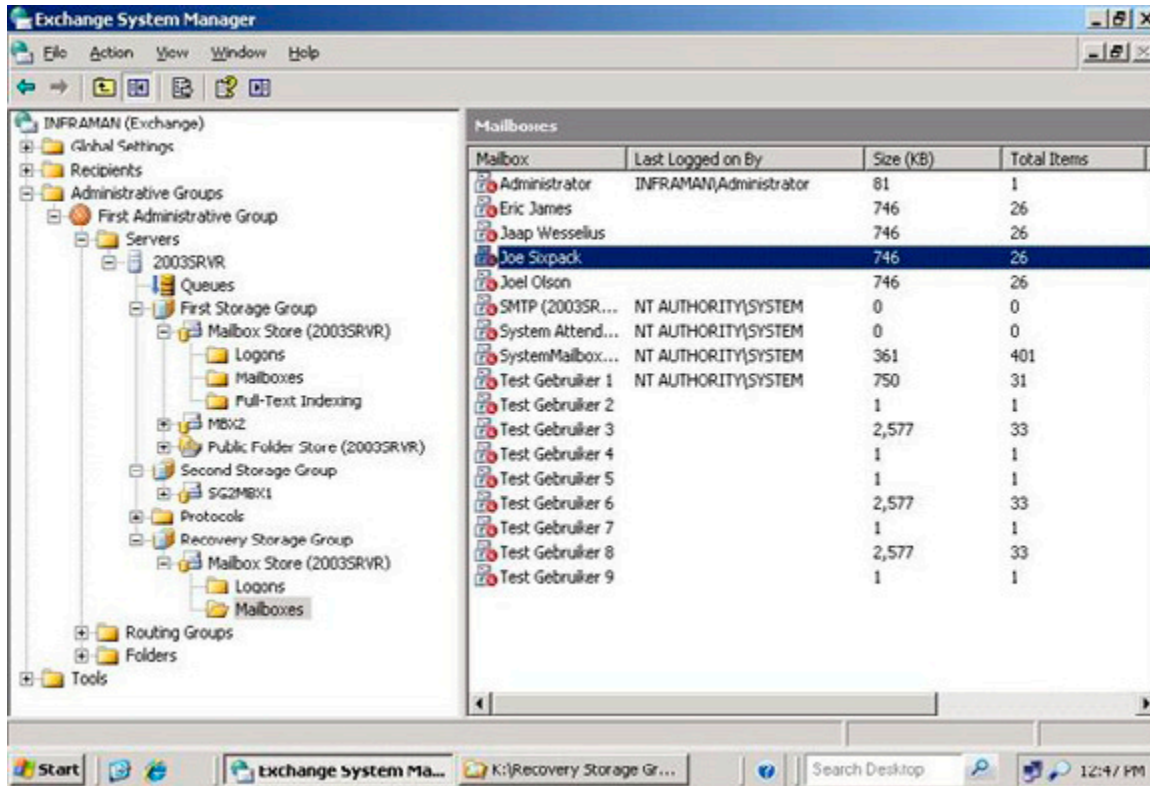 Exchange System Manager
File Action View Window Help
INFRAMAN (Exchange)
Global Settings
Recipients
Administrative Groups
First Administrative Group
Servers
2003SRVR
Queues
First Storage Group
Mailbox Store (2003SRVR)
Logons
Mailboxes
Full-Text Indexing
MBX2
Public Folder Store (2003SRVR)
Second Storage Group
SG2MBX1
Protocols
Recovery Storage Group
Mailbox Store (2003SRVR)
Logons
Mailboxes
Routing Groups
Folders
Tools
Mailboxes
Mailbox Last Logged on By Size (KB) Total Items
Administrator INFRAMAN\Administrator 81 1
Eric James 746 26
Jaap Wesselius 746 26
Joe Sixpack 746 26
Joel Olson 746 26
SMTP (2003SR... NT AUTHORITY\SYSTEM 0 0
System Attend... NT AUTHORITY\SYSTEM 0 0
SystemMailbox... NT AUTHORITY\SYSTEM 361 401
Test Gebruiker 1 NT AUTHORITY\SYSTEM 750 31
Test Gebruiker 2 1 1
Test Gebruiker 3 2,577 33
Test Gebruiker 4 1 1
Test Gebruiker 5 1 1
Test Gebruiker 6 2,577 33
Test Gebruiker 7 1 1
Test Gebruiker 8 2,577 33
Test Gebruiker 9 1 1
Start Exchange System Ma... K:\Recovery Storage Gr... Search Desktop 12:47 PM